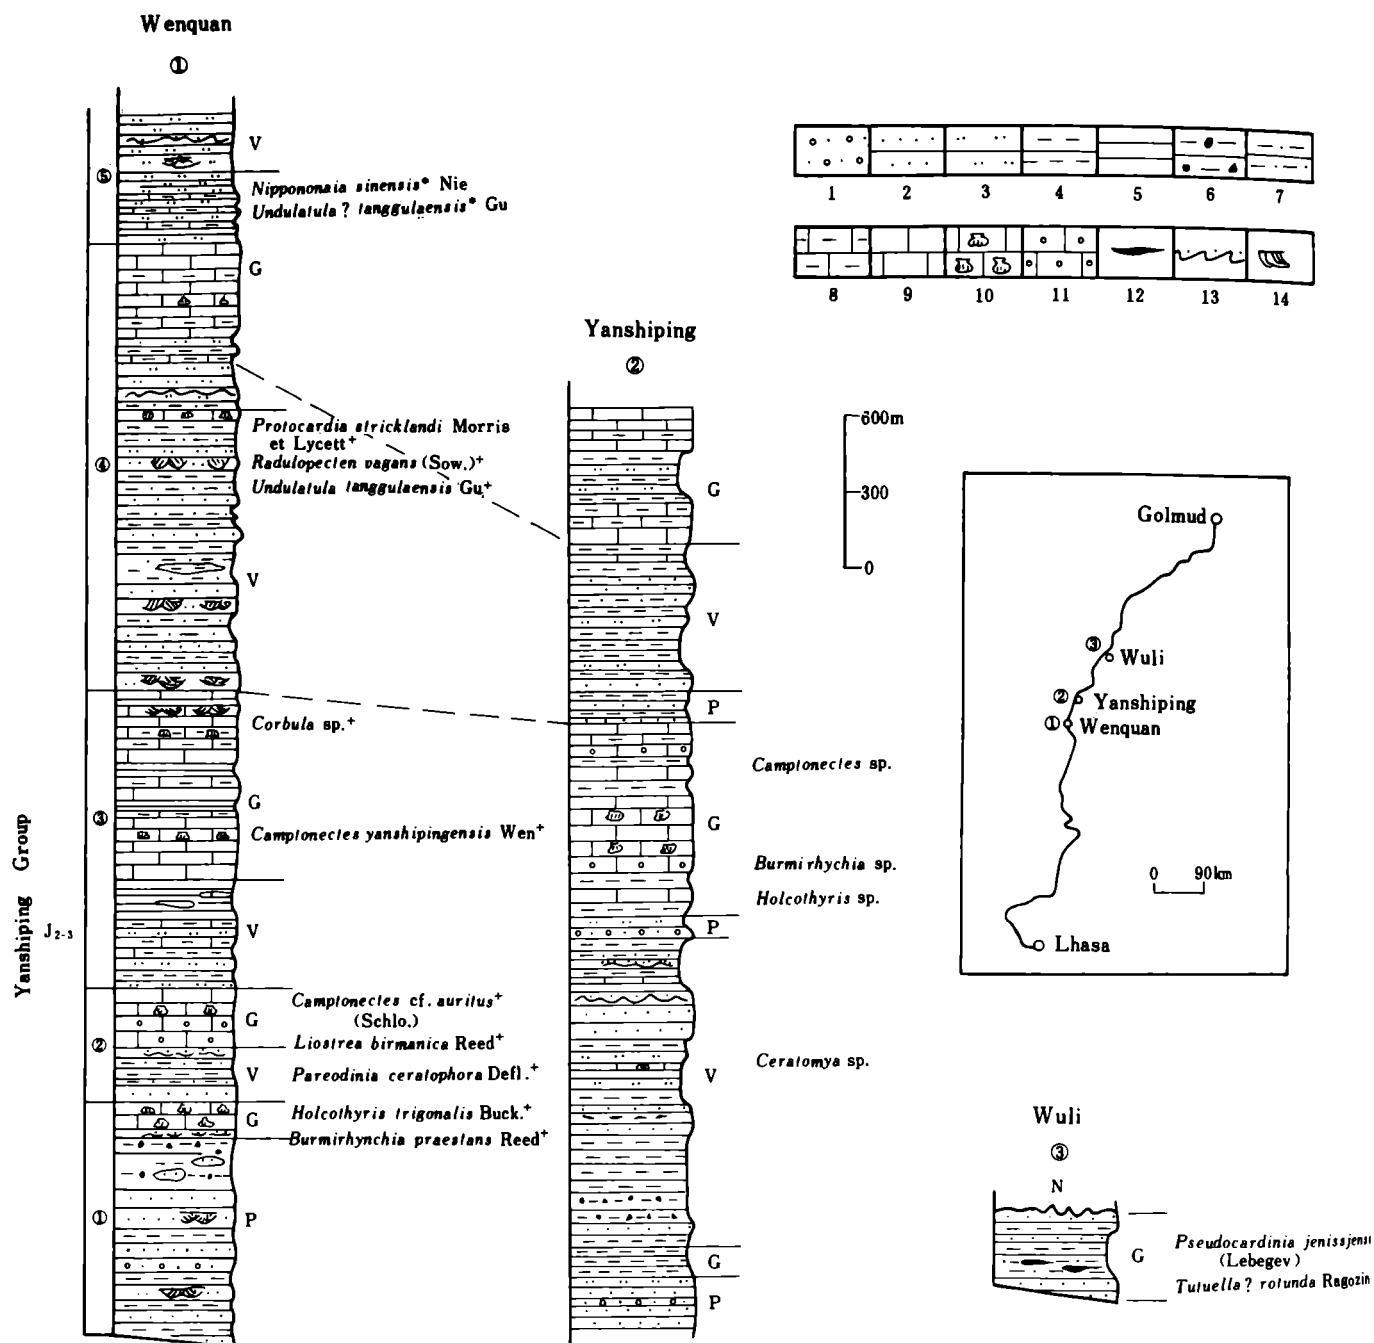 Wenquan
①
V
⑤
Nippononaia sinensis* Nie
Undulatula? tanggulaensis* Gu
G
Protocardia stricklandi Morris
et Lycett+
④
Radulopecten vagans (Sow.)+
Undulatula tanggulaensis Gu+
V
Corbula sp.+
G
③
Camptonectes yanshipingensis Wen+
Yanshiping Group
J2-3
V
Camptonectes cf. auritus+
(Schlo.)
G
②
Liostrea birmanica Reed+
V
Pareodinia ceratophora Defl.+
Holcothyris trigonalis Buck.+
G
Burmirhynchia praestans Reed+
①
P
Yanshiping
②
G
V
P
Camptonectes sp.
G
Burmirhychia sp.
Holcothyris sp.
P
Ceratomya sp.
V
G
P
1 2 3 4 5 6 7
8 9 10 11 12 13 14
600m
300
0
Golmud
③
Wuli
②
Yanshiping
①
Wenquan
0 90km
Lhasa
Wuli
③
N
G
Pseudocardinia jenissjensi
(Lebegev)
Tutuella? rotunda Ragozin